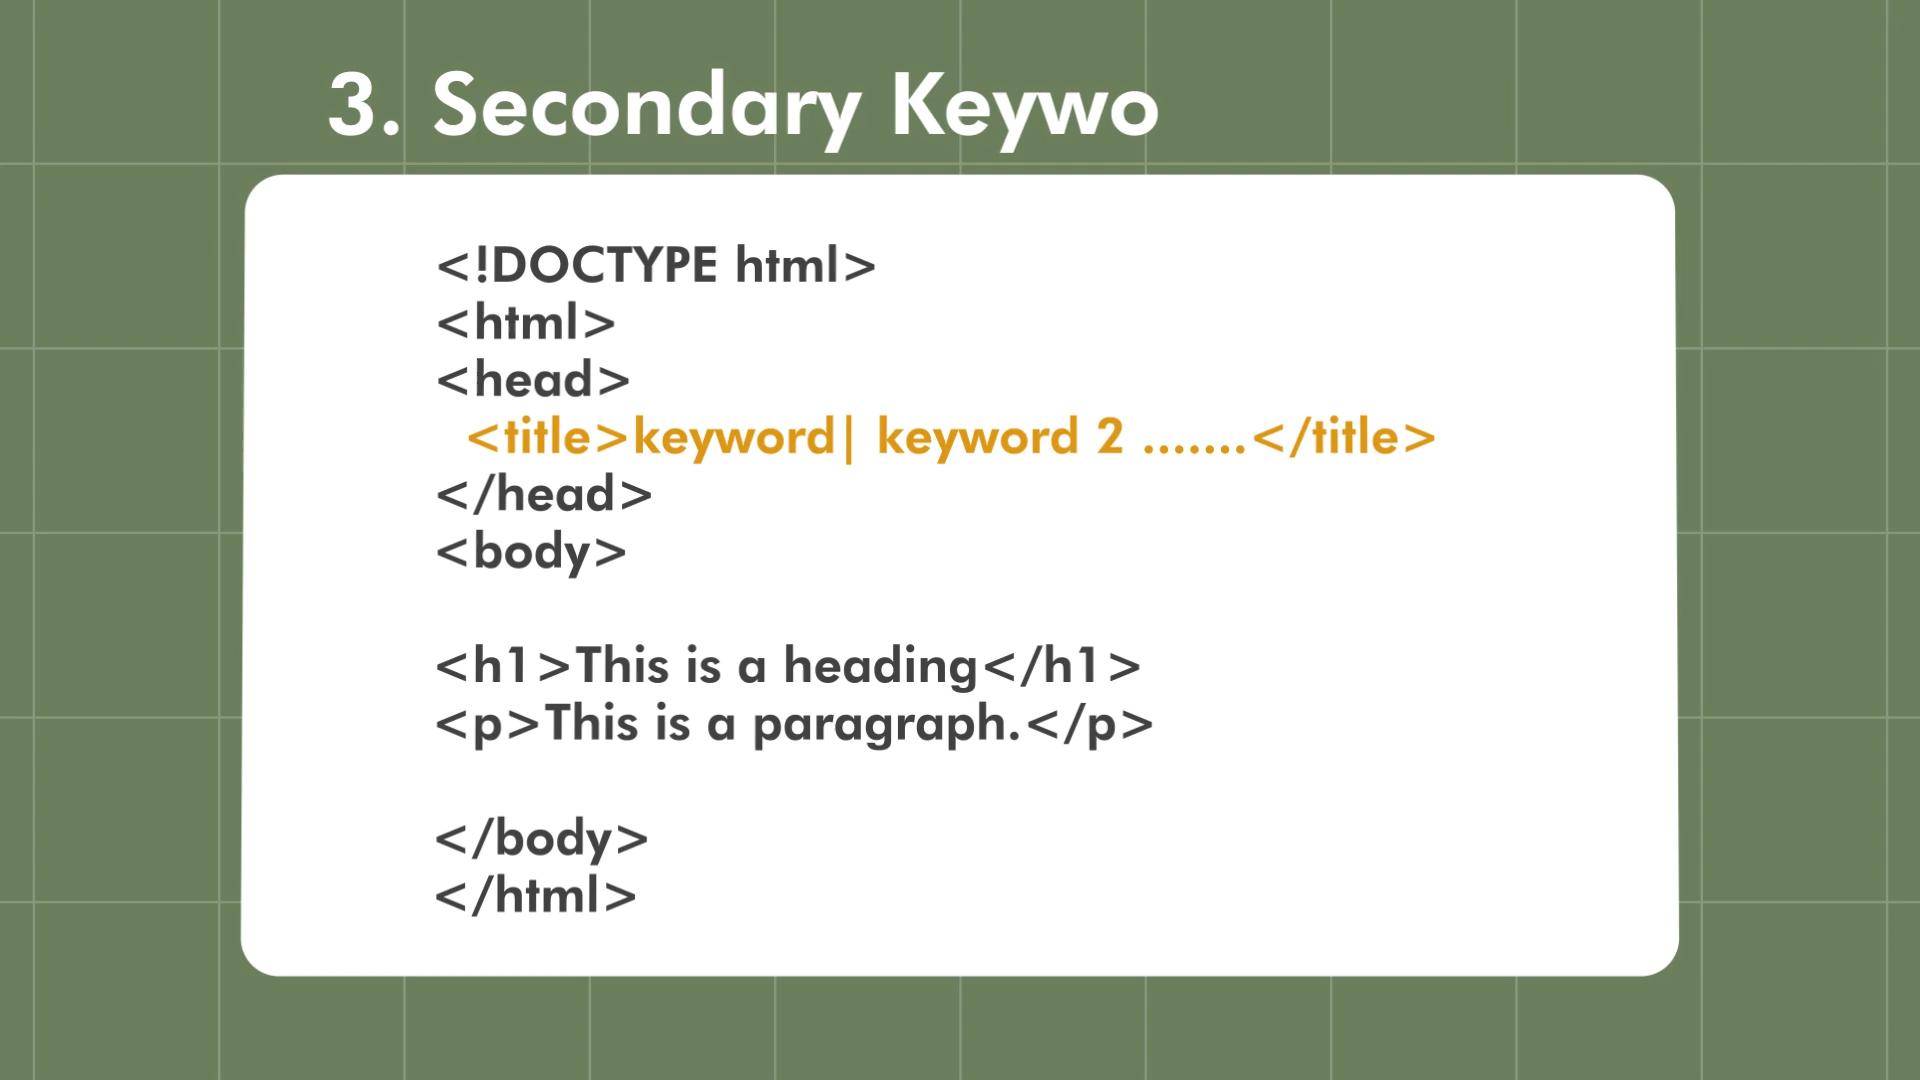 3. Secondary Keywo
<!DOCTYPE html>
<html>
<head>
<title>keyword| keyword 2 .......</title>
</head>
<body>
<h1>This is a heading</h1>
<p>This is a paragraph.</p>
</body>
</html>